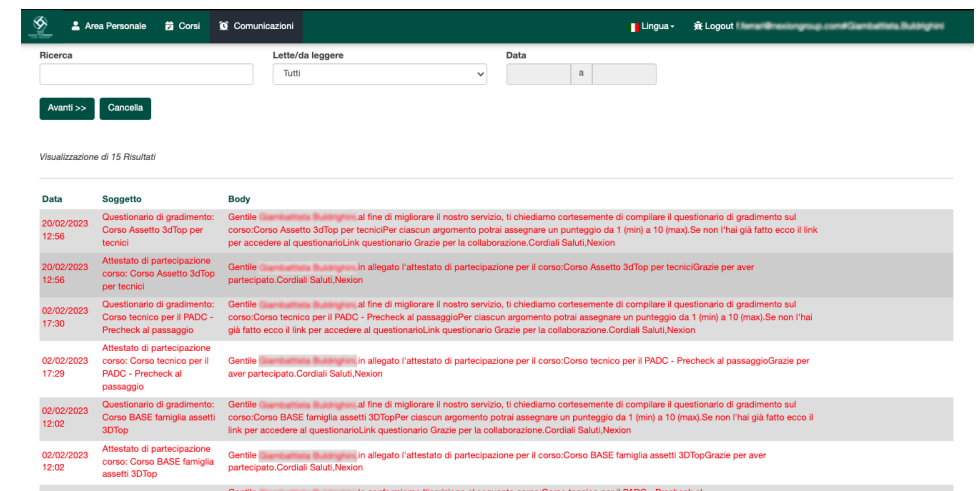 Area Personale Corsi Comunicazioni Lingua Logout
Ricerca Lette/da leggere Data
Tutti a
Avanti >> Cancella
Visualizzazione di 15 Risultati
Data Soggetto Body
20/02/2023
12:56
Questionario di gradimento:
Corso Assetto 3dTop per
tecnici
Gentile ,al fine di migliorare il nostro servizio, ti chiediamo cortesemente di compilare il questionario di gradimento sul
corso:Corso Assetto 3dTop per tecniciPer ciascun argomento potrai assegnare un punteggio da 1 (min) a 10 (max).Se non l'hai già fatto ecco il link
per accedere al questionarioLink questionario Grazie per la collaborazione.Cordiali Saluti,Nexion
20/02/2023
12:56
Attestato di partecipazione
corso: Corso Assetto 3dTop
per tecnici
Gentile ,in allegato l'attestato di partecipazione per il corso:Corso Assetto 3dTop per tecniciGrazie per aver
partecipato.Cordiali Saluti,Nexion
02/02/2023
17:30
Questionario di gradimento:
Corso tecnico per il PADC -
Precheck al passaggio
Gentile ,al fine di migliorare il nostro servizio, ti chiediamo cortesemente di compilare il questionario di gradimento sul
corso:Corso tecnico per il PADC - Precheck al passaggioPer ciascun argomento potrai assegnare un punteggio da 1 (min) a 10 (max).Se non l'hai
già fatto ecco il link per accedere al questionarioLink questionario Grazie per la collaborazione.Cordiali Saluti,Nexion
02/02/2023
17:29
Attestato di partecipazione
corso: Corso tecnico per il
PADC - Precheck al
passaggio
Gentile ,in allegato l'attestato di partecipazione per il corso:Corso tecnico per il PADC - Precheck al passaggioGrazie per
aver partecipato.Cordiali Saluti,Nexion
02/02/2023
12:02
Questionario di gradimento:
Corso BASE famiglia assetti
3DTop
Gentile ,al fine di migliorare il nostro servizio, ti chiediamo cortesemente di compilare il questionario di gradimento sul
corso:Corso BASE famiglia assetti 3DTopPer ciascun argomento potrai assegnare un punteggio da 1 (min) a 10 (max).Se non l'hai già fatto ecco il
link per accedere al questionarioLink questionario Grazie per la collaborazione.Cordiali Saluti,Nexion
02/02/2023
12:02
Attestato di partecipazione
corso: Corso BASE famiglia
assetti 3DTop
Gentile ,in allegato l'attestato di partecipazione per il corso:Corso BASE famiglia assetti 3DTopGrazie per aver
partecipato.Cordiali Saluti,Nexion